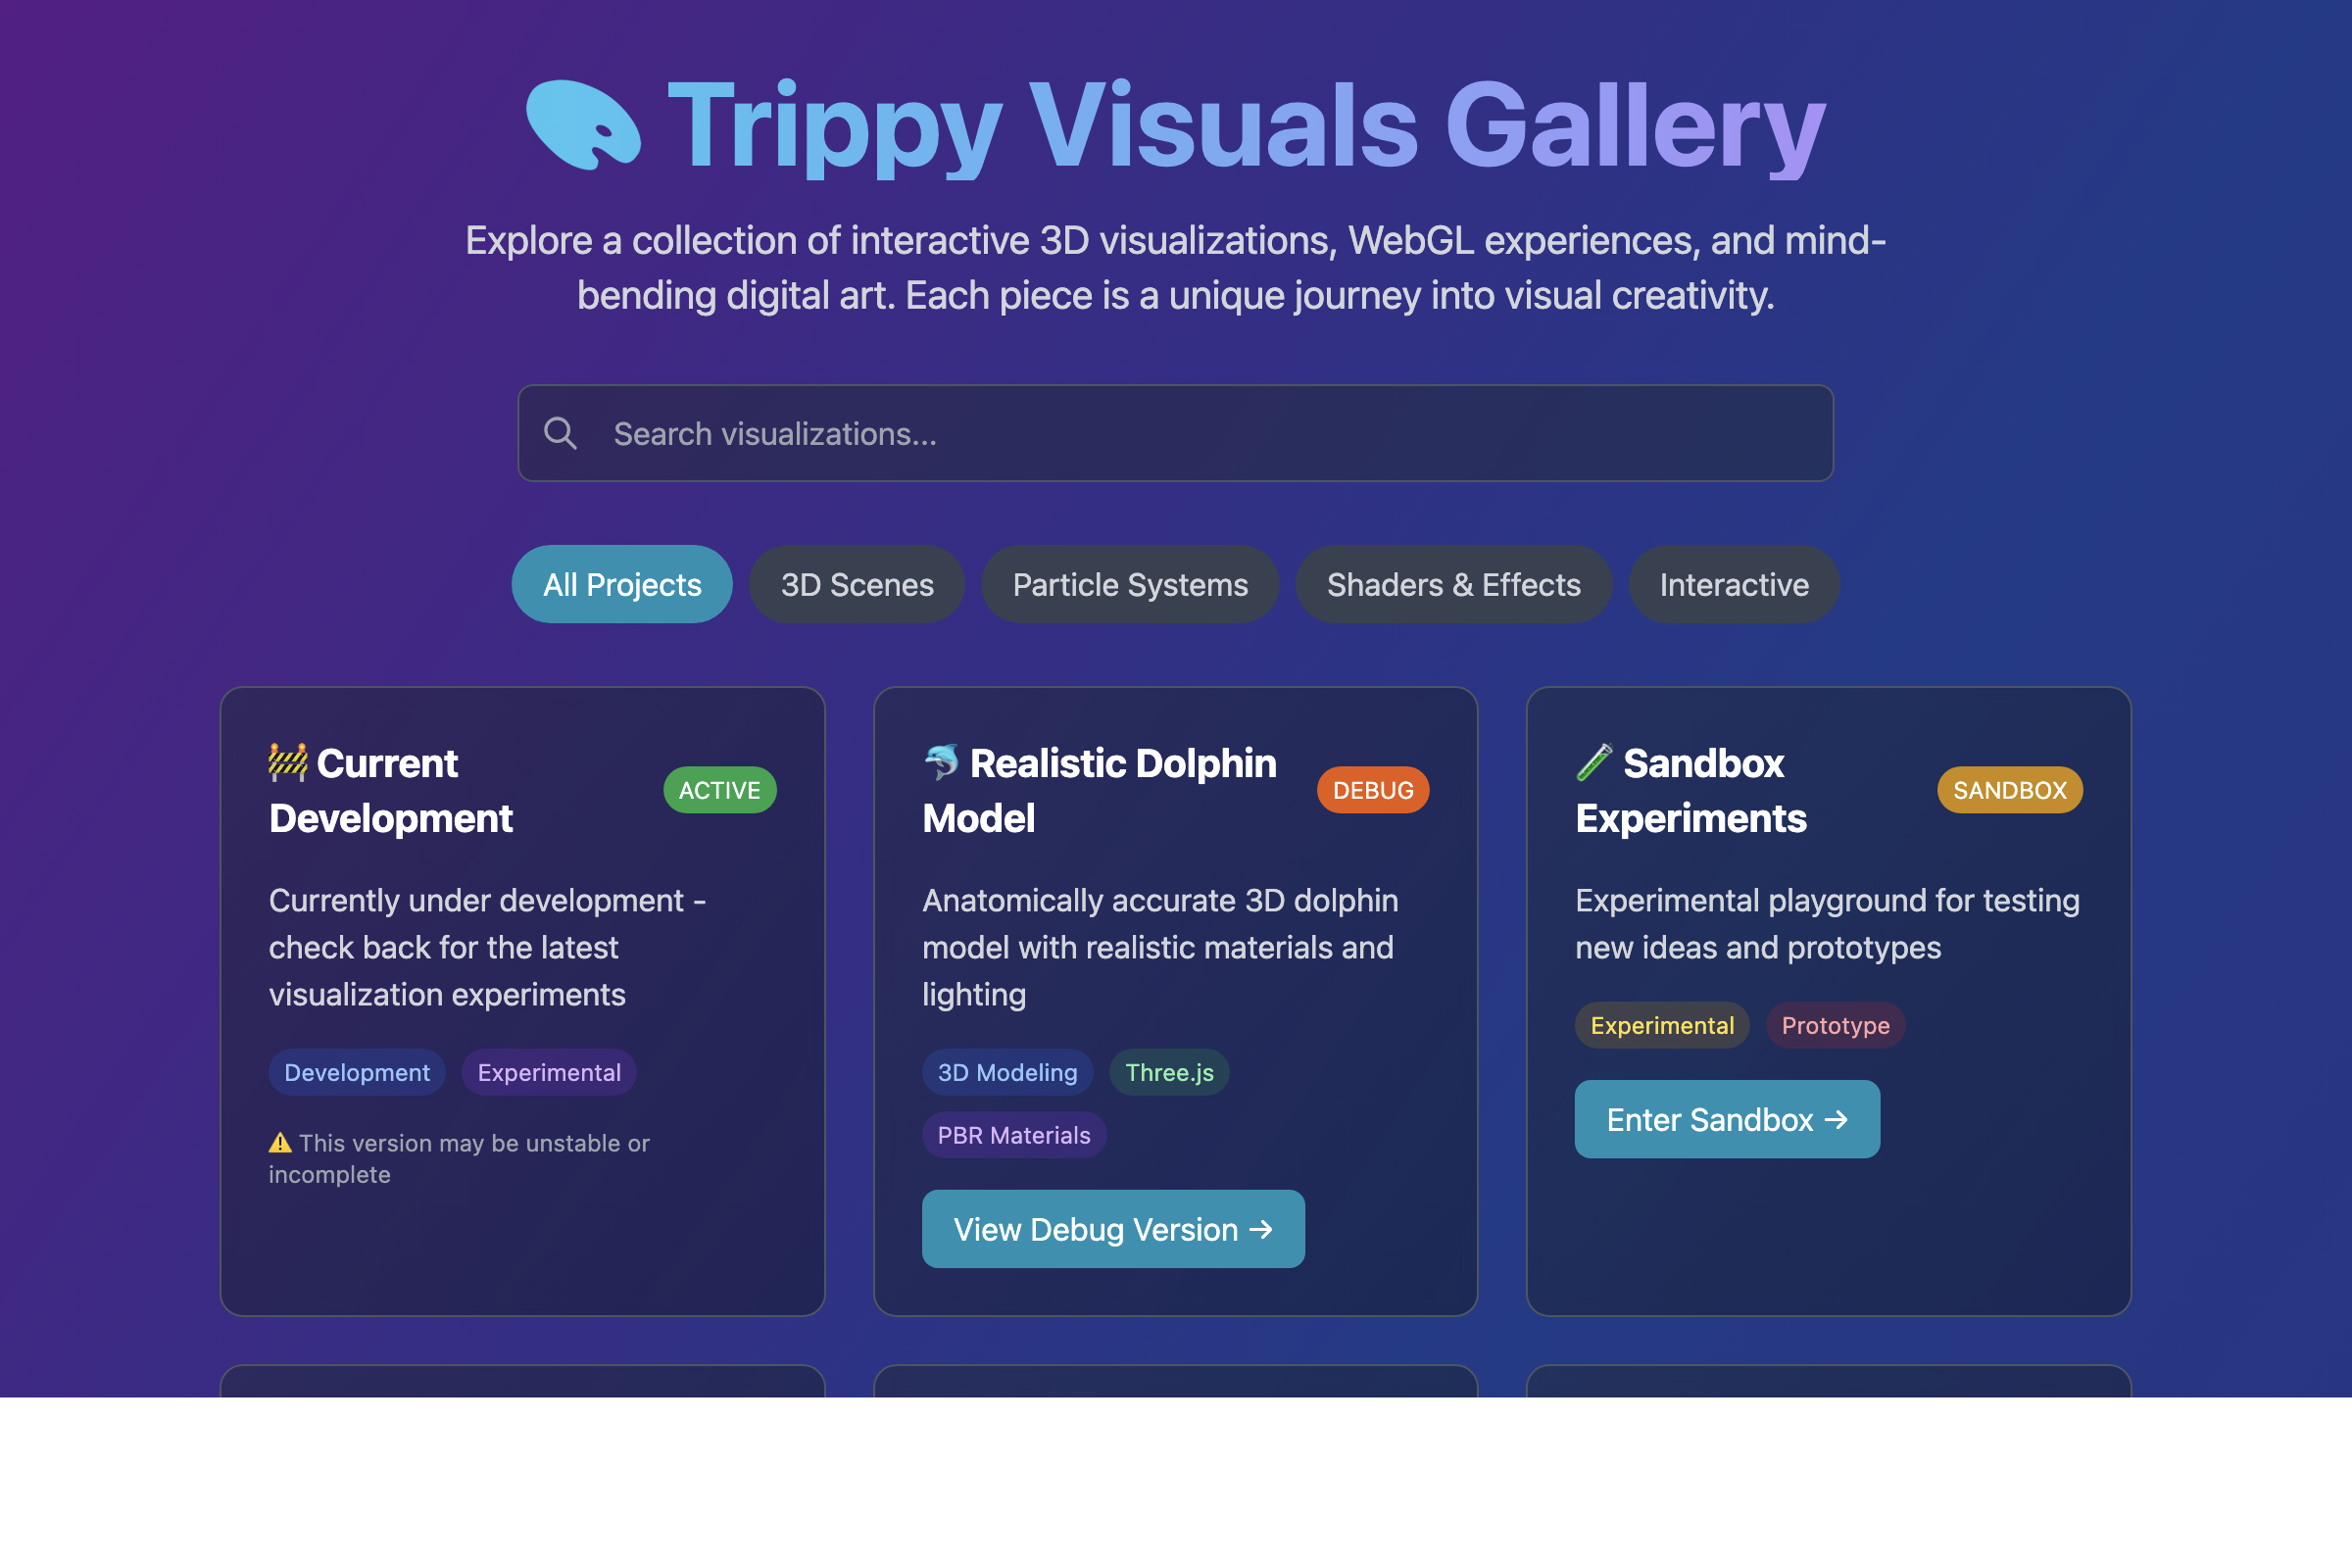 Trippy Visuals Gallery
Explore a collection of interactive 3D visualizations, WebGL experiences, and mind-
bending digital art. Each piece is a unique journey into visual creativity.
Search visualizations...
All Projects
3D Scenes
Particle Systems
Shaders & Effects
Interactive
🚧 Current
Development
ACTIVE
Currently under development -
check back for the latest
visualization experiments
Development
Experimental
⚠️ This version may be unstable or
incomplete
🐬 Realistic Dolphin
Model
DEBUG
Anatomically accurate 3D dolphin
model with realistic materials and
lighting
3D Modeling
Three.js
PBR Materials
View Debug Version →
🧪 Sandbox
Experiments
SANDBOX
Experimental playground for testing
new ideas and prototypes
Experimental
Prototype
Enter Sandbox →